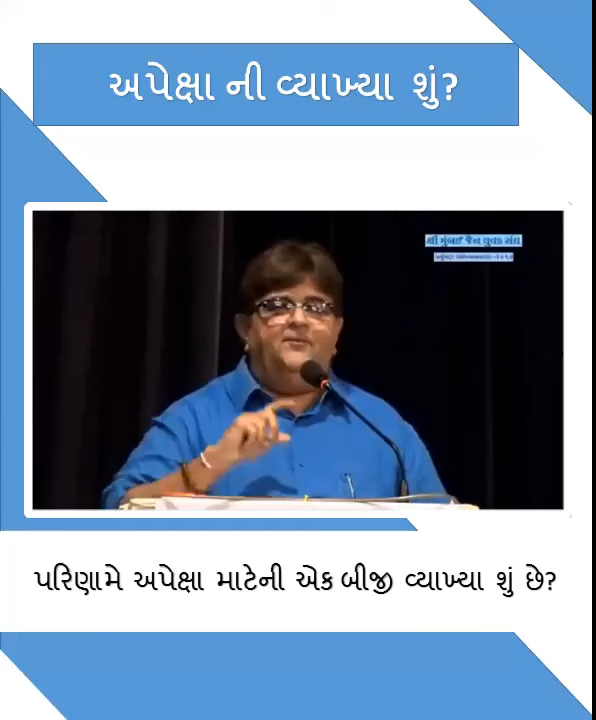 અપેક્ષા ની વ્યાખ્યા શું?
શ્રી મુંબઈ જૈન યુવક સંઘ
પરિણામે અપેક્ષા માટેની એક બીજી વ્યાખ્યા શું છે?